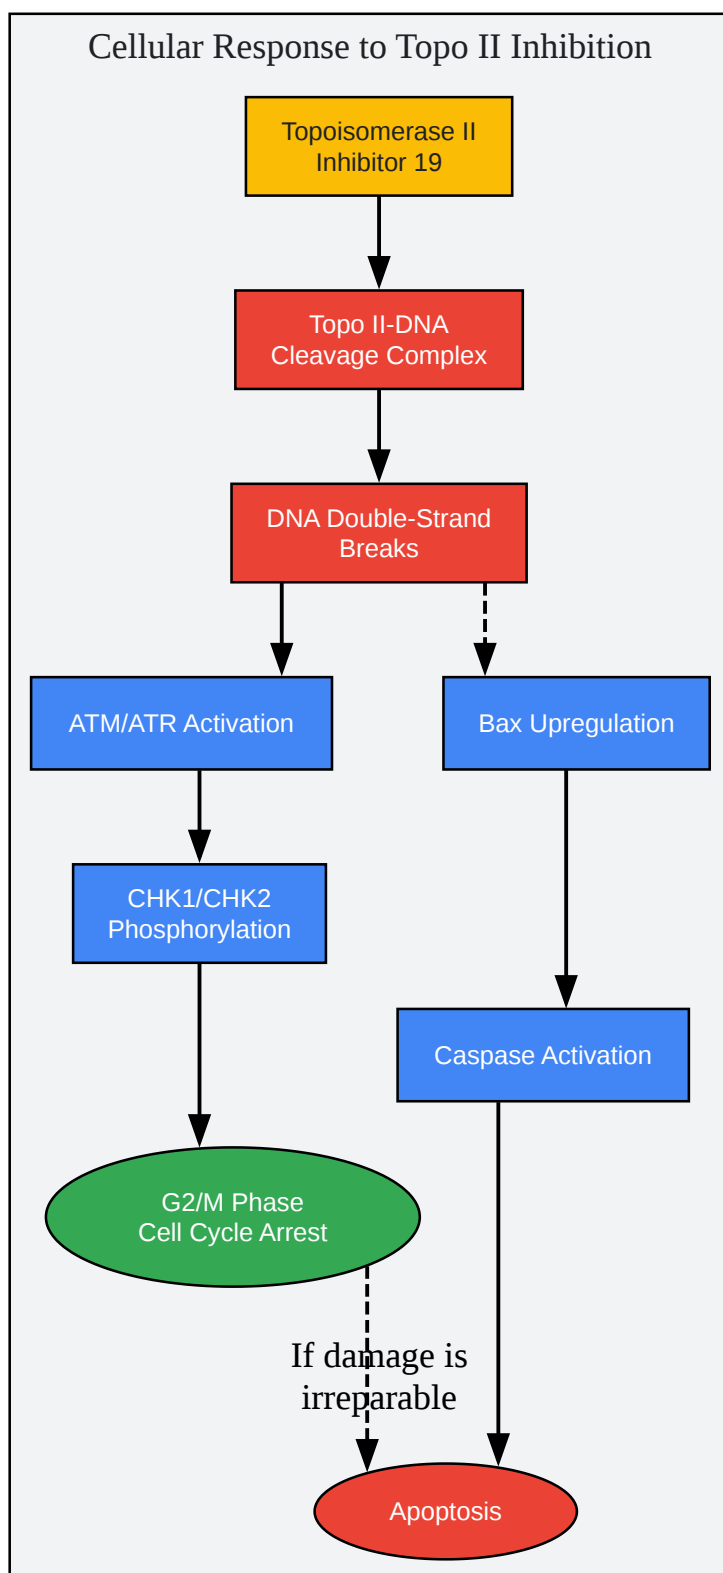 Cellular Response to Topo II Inhibition
Topoisomerase II
Inhibitor 19
Topo II-DNA
Cleavage Complex
DNA Double-Strand
Breaks
ATM/ATR Activation
Bax Upregulation
CHK1/CHK2
Phosphorylation
Caspase Activation
G2/M Phase
Cell Cycle Arrest
If damage is
irreparable
Apoptosis